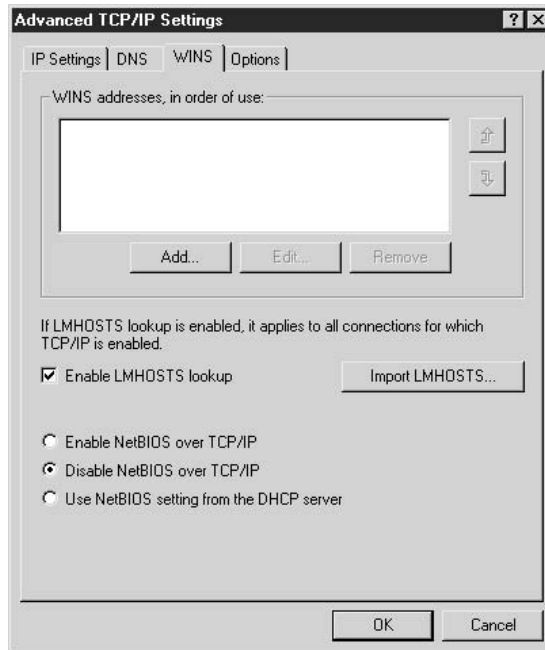 Advanced TCP/IP Settings
IP Settings DNS WINS Options
WINS addresses, in order of use:
Add... Edit... Remove
If LMHOSTS lookup is enabled, it applies to all connections for which
TCP/IP is enabled.
Enable LMHOSTS lookup Import LMHOSTS...
Enable NetBIOS over TCP/IP
Disable NetBIOS over TCP/IP
Use NetBIOS setting from the DHCP server
OK Cancel